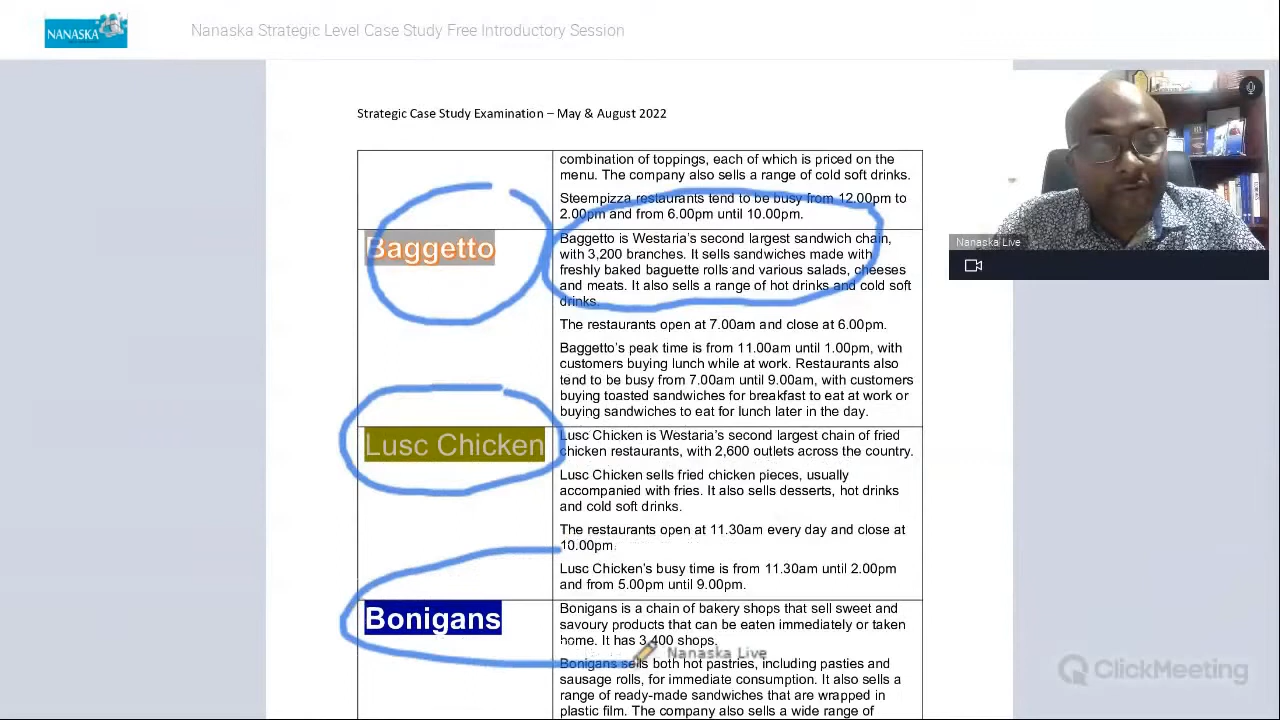 NANASKA
Nanaska Strategic Level Case Study Free Introductory Session
Strategic Case Study Examination – May & August 2022
combination of toppings, each of which is priced on the
menu. The company also sells a range of cold soft drinks.
Steempizza restaurants tend to be busy from 12.00pm to
2.00pm and from 6.00pm until 10.00pm.
Baggetto
Baggetto is Westaria's second largest sandwich chain,
with 3,200 branches. It sells sandwiches made with
freshly baked baguette rolls and various salads, cheeses
and meats. It also sells a range of hot drinks and cold soft
drinks.
The restaurants open at 7.00am and close at 6.00pm.
Baggetto's peak time is from 11.00am until 1.00pm, with
customers buying lunch while at work. Restaurants also
tend to be busy from 7.00am until 9.00am, with customers
buying toasted sandwiches for breakfast to eat at work or
buying sandwiches to eat for lunch later in the day.
Lusc Chicken
Lusc Chicken is Westaria's second largest chain of fried
chicken restaurants, with 2,600 outlets across the country.
Lusc Chicken sells fried chicken pieces, usually
accompanied with fries. It also sells desserts, hot drinks
and cold soft drinks.
The restaurants open at 11.30am every day and close at
10.00pm.
Lusc Chicken's busy time is from 11.30am until 2.00pm
and from 5.00pm until 9.00pm.
Bonigans
Bonigans is a chain of bakery shops that sell sweet and
savoury products that can be eaten immediately or taken
home. It has 3,400 shops.
Bonigans sells both hot pastries, including pasties and
sausage rolls, for immediate consumption. It also sells a
range of ready-made sandwiches that are wrapped in
plastic film. The company also sells a wide range of
Nanaska Live
Nanaska Live
ClickMeeting